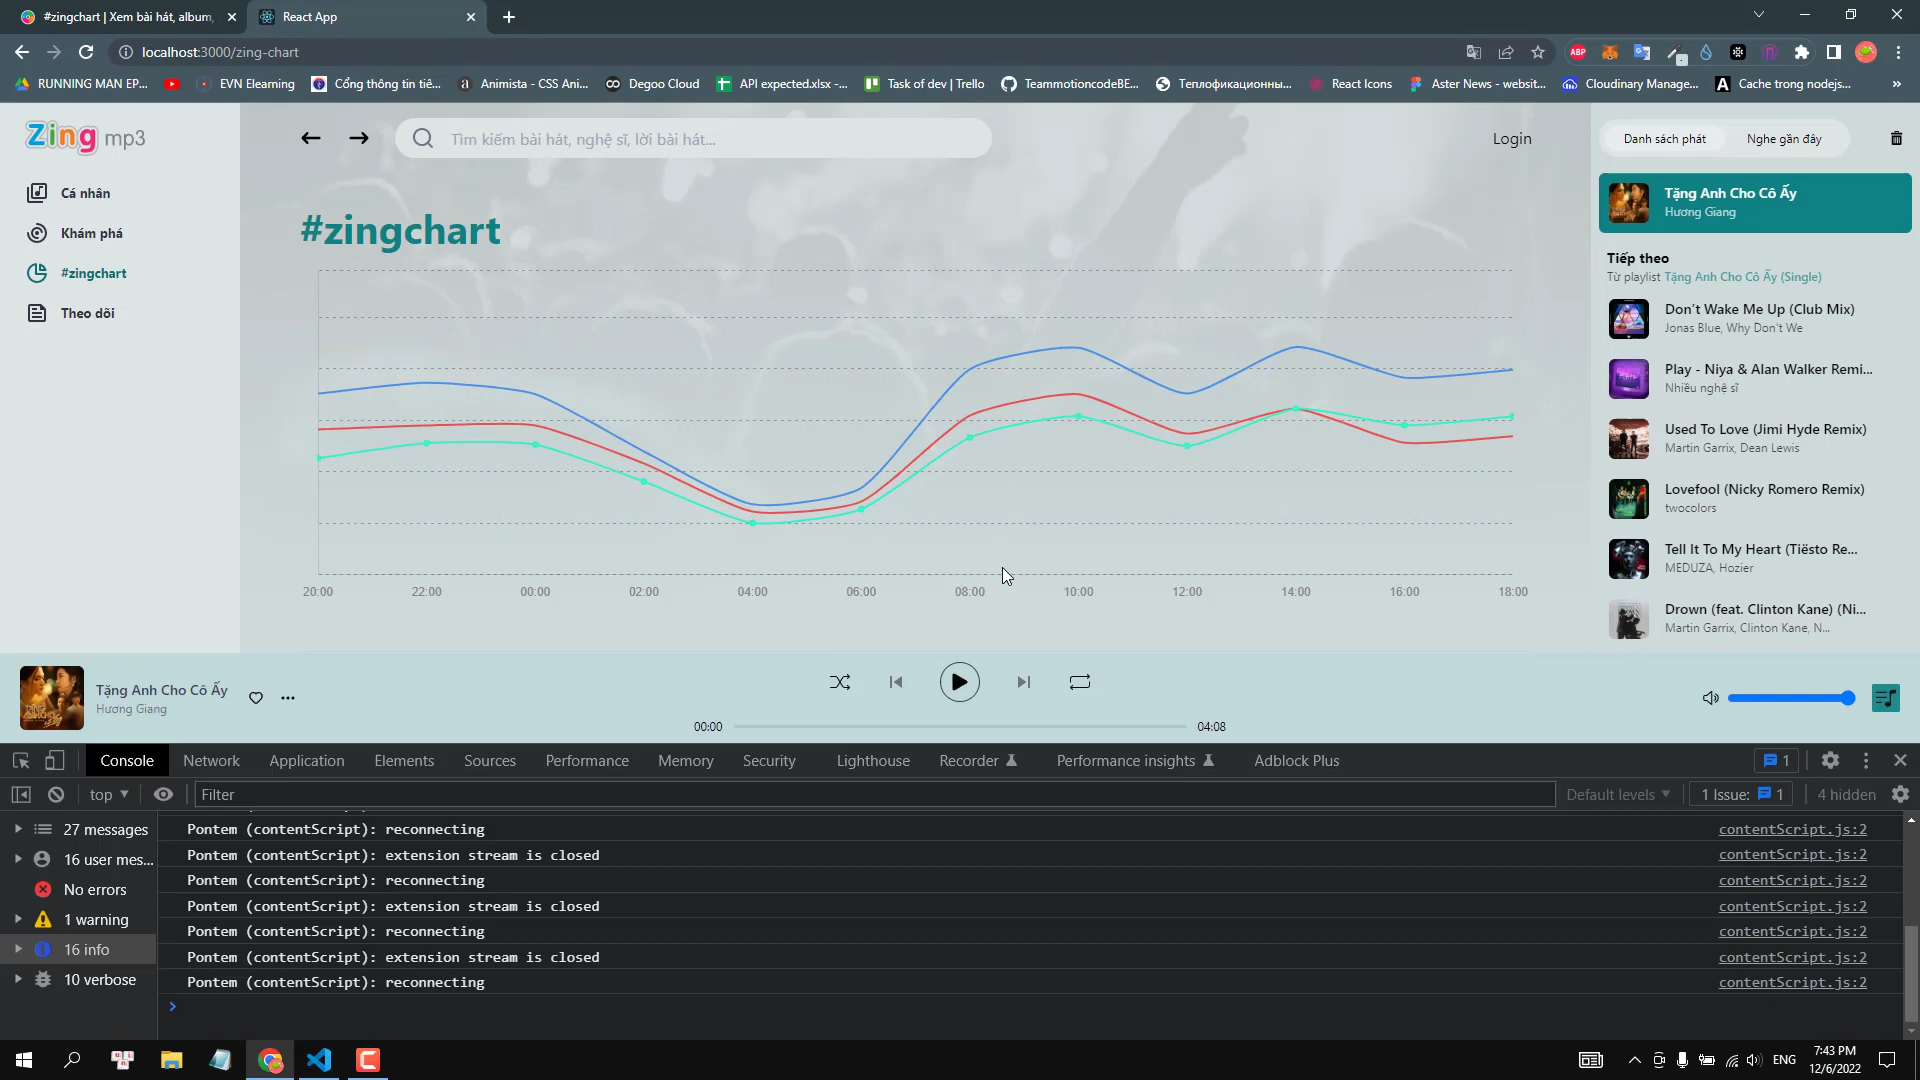 #zingchart | Xem bài hát, album,
React App
localhost:3000/zing-chart
RUNNING MAN EP...
EVN Elearning
Cổng thông tin tiê...
Animista - CSS Ani...
Degoo Cloud
API expected.xlsx -...
Task of dev | Trello
TeammotioncodeBE...
Теплофикационны...
React Icons
Aster News - websit...
Cloudinary Manage...
Cache trong nodejs...
»
Zing mp3
Cá nhân
Khám phá
#zingchart
Theo dõi
Tìm kiếm bài hát, nghệ sĩ, lời bài hát...
Login
#zingchart
20:00 22:00 00:00 02:00 04:00 06:00 08:00 10:00 12:00 14:00 16:00 18:00
Danh sách phát
Nghe gần đây
Tặng Anh Cho Cô Ấy
Hương Giang
Tiếp theo
Từ playlist Tặng Anh Cho Cô Ấy (Single)
Don't Wake Me Up (Club Mix)
Jonas Blue, Why Don't We
Play - Niya & Alan Walker Remi...
Nhiều nghệ sĩ
Used To Love (Jimi Hyde Remix)
Martin Garrix, Dean Lewis
Lovefool (Nicky Romero Remix)
twocolors
Tell It To My Heart (Tiësto Re...
MEDUZA, Hozier
Drown (feat. Clinton Kane) (Ni...
Martin Garrix, Clinton Kane, N...
Tặng Anh Cho Cô Ấy
Hương Giang
00:00
04:08
Console
Network
Application
Elements
Sources
Performance
Memory
Security
Lighthouse
Recorder
Performance insights
Adblock Plus
1
top
Filter
Default levels
1 Issue: 1
4 hidden
27 messages
16 user mes...
No errors
1 warning
16 info
10 verbose
Pontem (contentScript): reconnecting contentScript.js:2
Pontem (contentScript): extension stream is closed contentScript.js:2
Pontem (contentScript): reconnecting contentScript.js:2
Pontem (contentScript): extension stream is closed contentScript.js:2
Pontem (contentScript): reconnecting contentScript.js:2
Pontem (contentScript): extension stream is closed contentScript.js:2
Pontem (contentScript): reconnecting contentScript.js:2
ENG
7:43 PM
12/6/2022